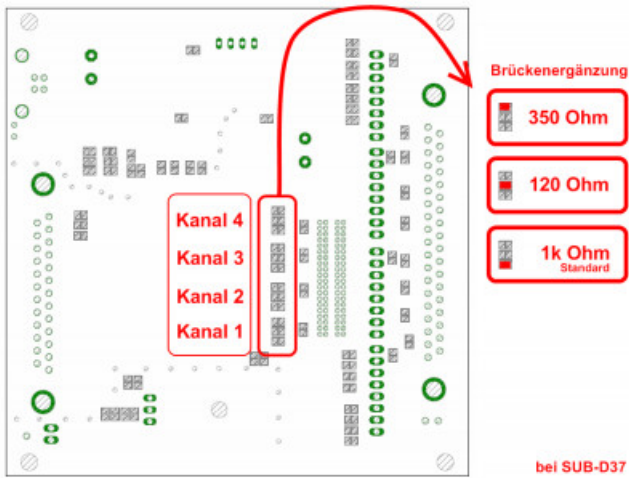 Brückenergänzung
350 Ohm
120 Ohm
1k Ohm
Standard
Kanal 4
Kanal 3
Kanal 2
Kanal 1
bei SUB-D37